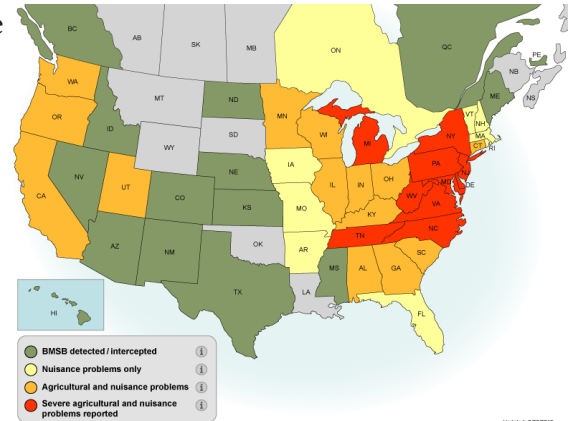 e
BC
AB
SK
MB
ON
QC
PE
NB
NS
ME
WA
MT
ND
MN
VT
NH
MA
CT
RI
OR
ID
WY
SD
WI
MI
NY
NV
UT
CO
NE
IA
IL
IN
OH
PA
NJ
MD
DE
CA
KS
MO
KY
WV
VA
AZ
NM
OK
AR
TN
NC
TX
LA
MS
AL
GA
SC
FL
HI
BMSB detected / intercepted i
Nuisance problems only i
Agricultural and nuisance problems i
Severe agricultural and nuisance i
problems reported